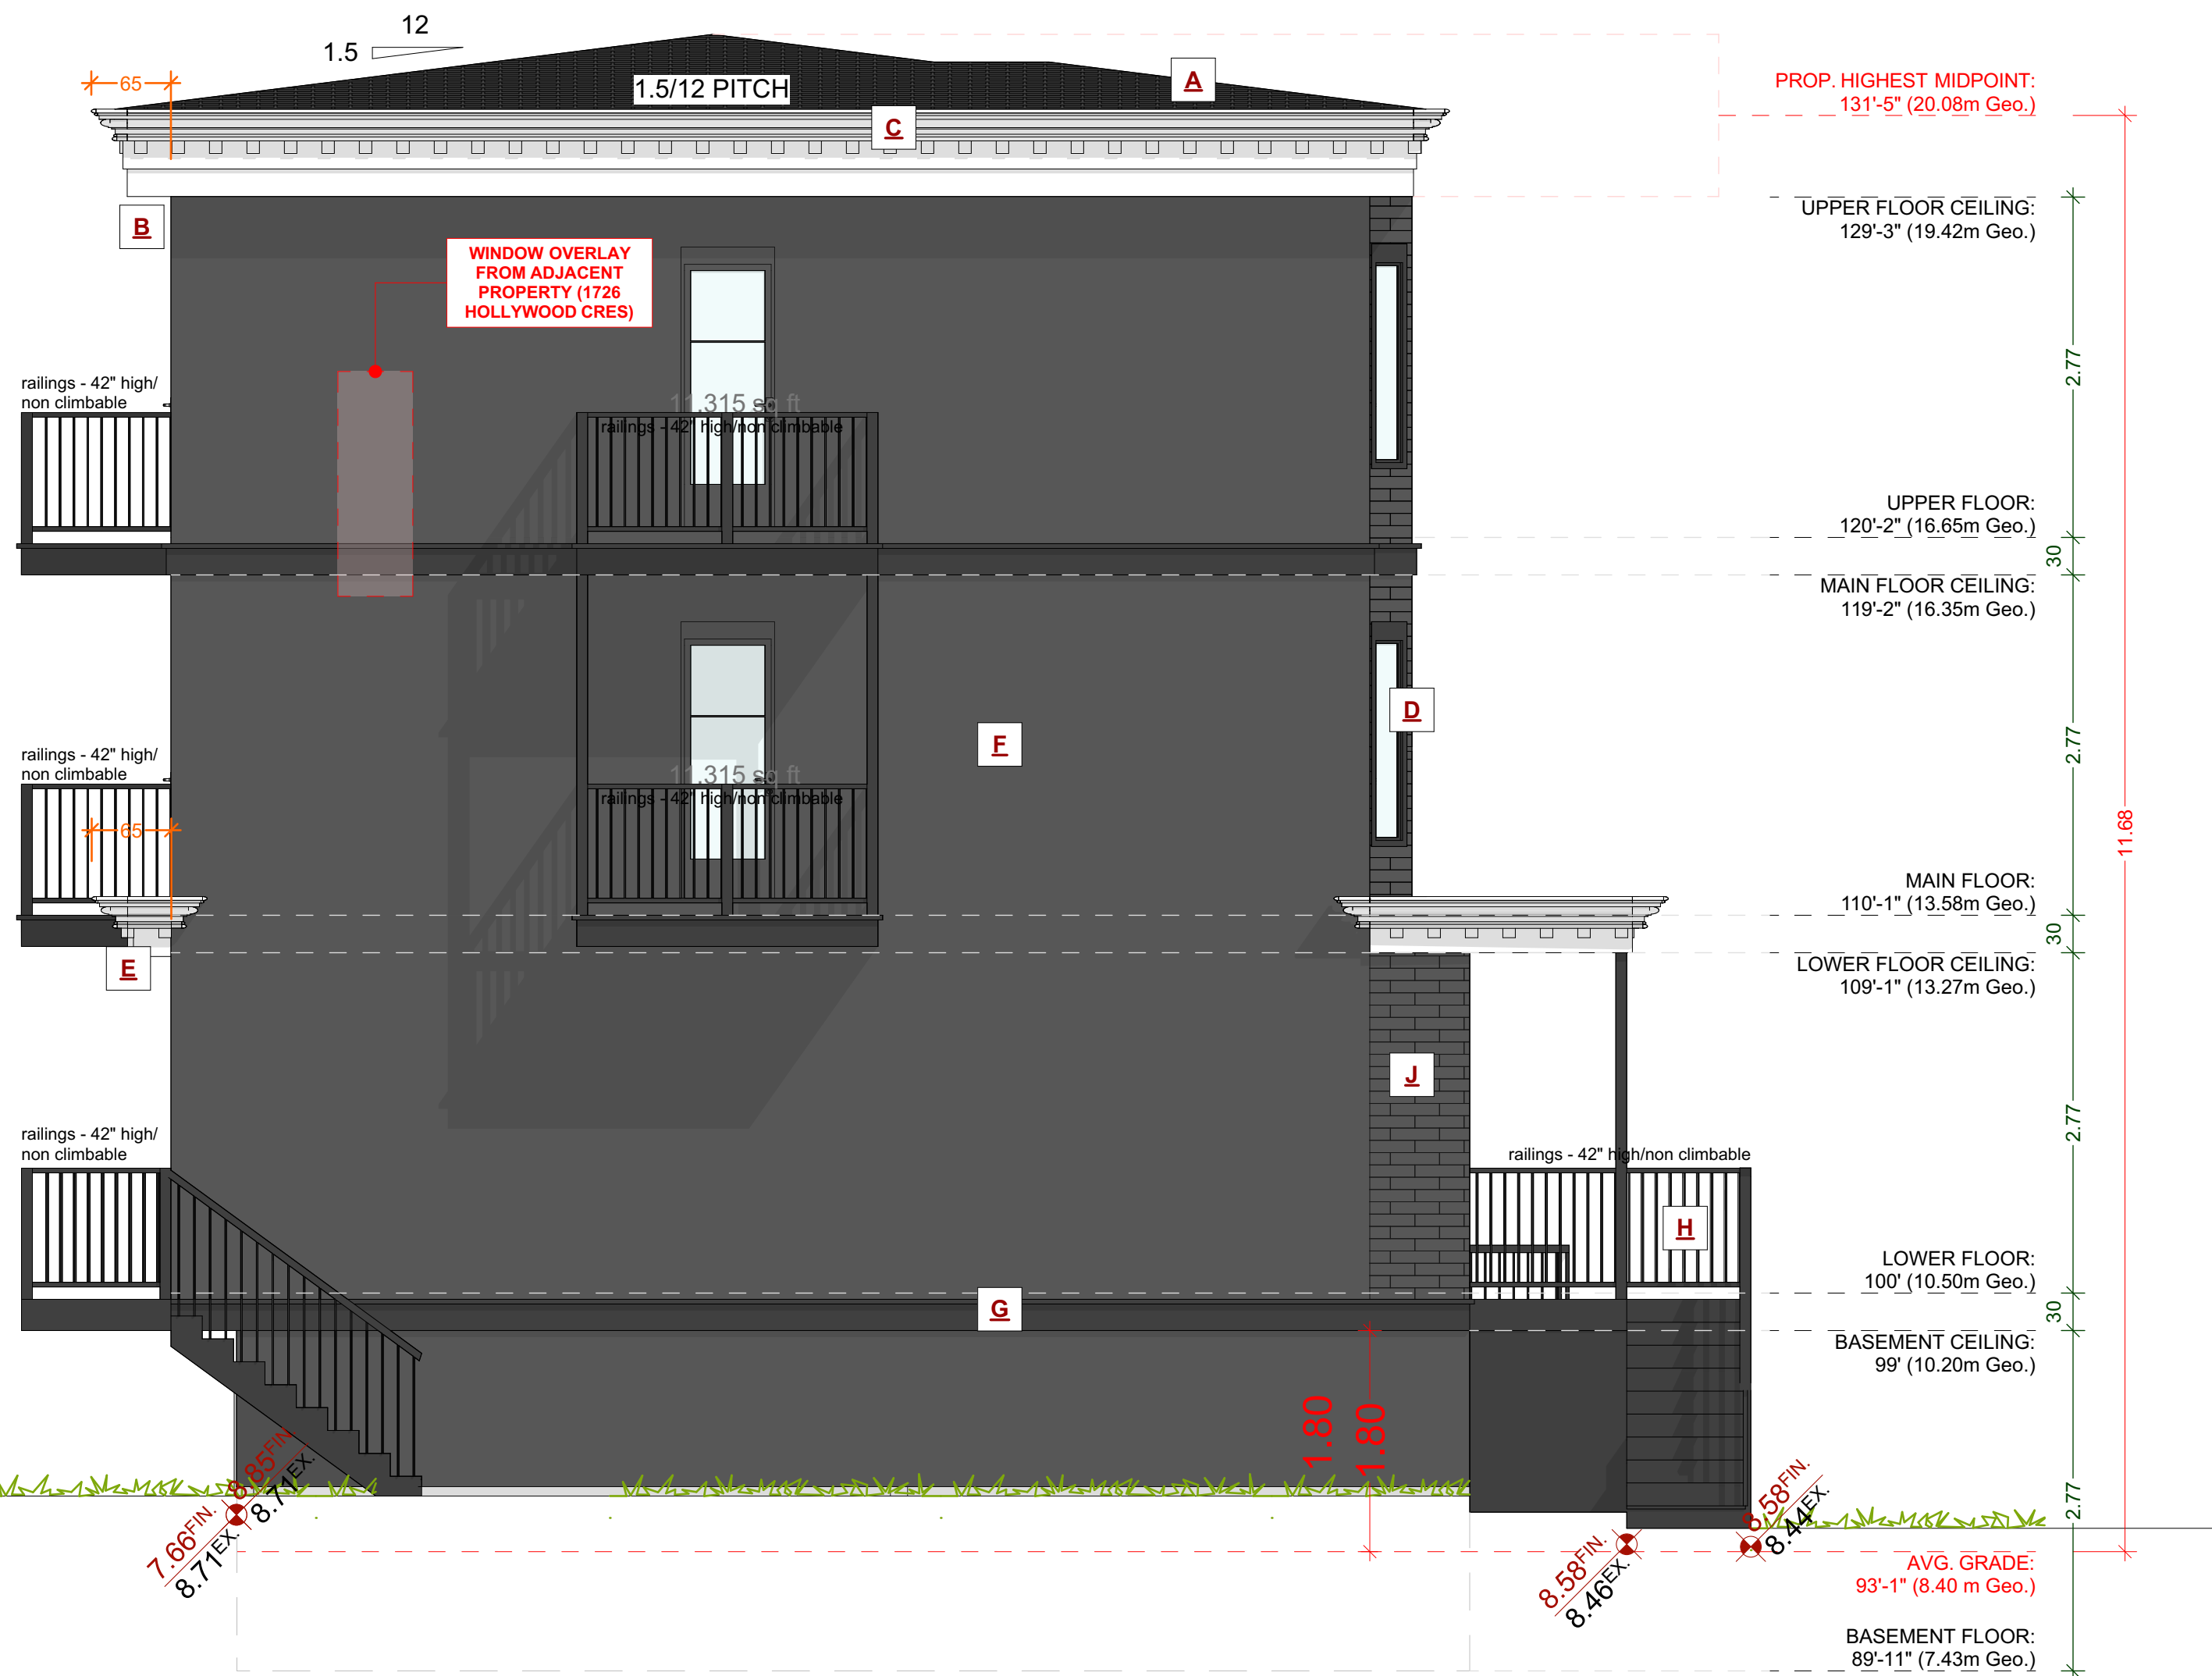 12
1.5
65
1.5/12 PITCH
A
C
B
WINDOW OVERLAY
FROM ADJACENT
PROPERTY (1726
HOLLYWOOD CRES)
PROP. HIGHEST MIDPOINT:
131'-5" (20.08m Geo.)
UPPER FLOOR CEILING:
129'-3" (19.42m Geo.)
2.77
railings - 42" high/
non climbable
11.315 sq ft
railings - 42" high/non climbable
UPPER FLOOR:
120'-2" (16.65m Geo.)
30
MAIN FLOOR CEILING:
119'-2" (16.35m Geo.)
D
F
2.77
railings - 42" high/
non climbable
11.315 sq ft
railings - 42" high/non climbable
65
11.68
MAIN FLOOR:
110'-1" (13.58m Geo.)
30
E
LOWER FLOOR CEILING:
109'-1" (13.27m Geo.)
J
2.77
railings - 42" high/
non climbable
railings - 42" high/non climbable
H
LOWER FLOOR:
100' (10.50m Geo.)
G
30
BASEMENT CEILING:
99' (10.20m Geo.)
1.80
1.80
8.85FIN.
8.71EX.
7.66FIN.
8.71EX.
8.58FIN.
8.46EX.
8.58FIN.
8.44EX.
2.77
AVG. GRADE:
93'-1" (8.40 m Geo.)
BASEMENT FLOOR:
89'-11" (7.43m Geo.)